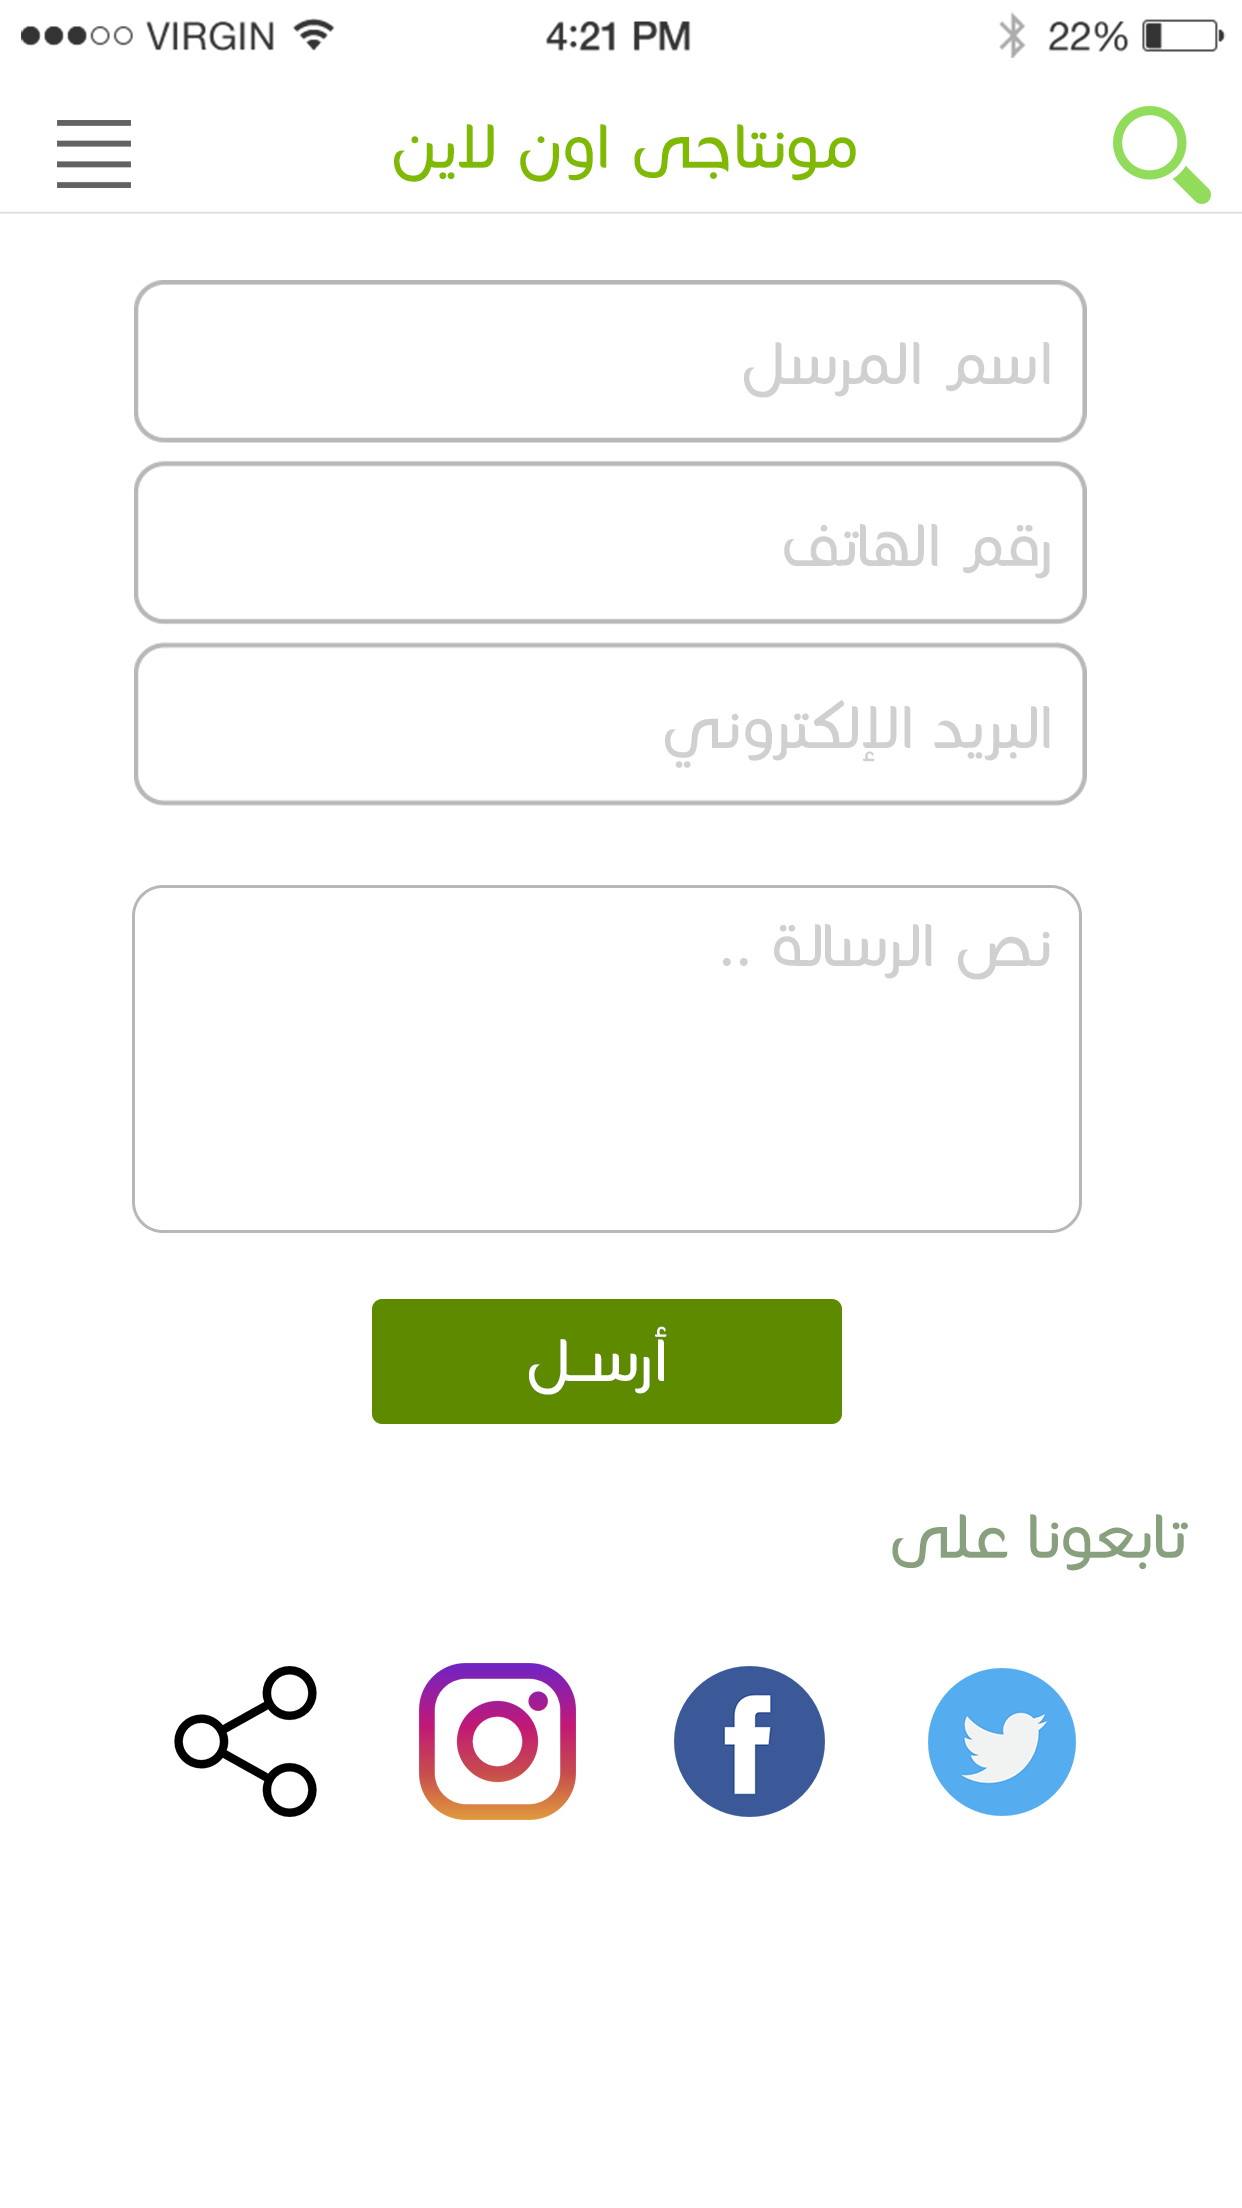 VIRGIN 4:21 PM 22%
مونتاجى اون لاين
اسم المرسل
رقم الهاتف
البريد الإلكتروني
نص الرسالة ..
أرسـل
تابعونا على